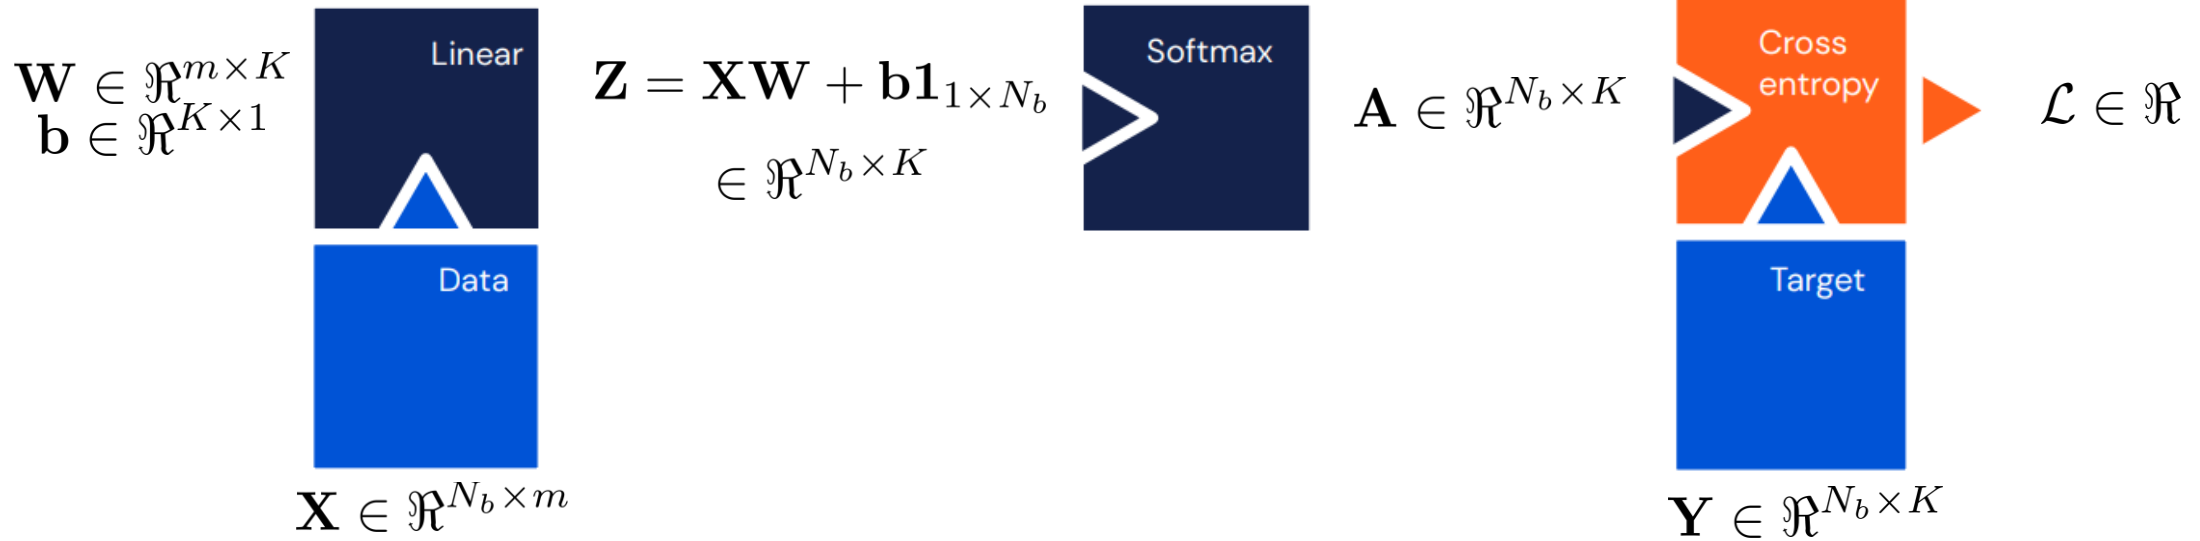 W ∈ ℜ^{m×K}
b ∈ ℜ^{K×1}
Linear
Data
X ∈ ℜ^{N_b×m}
Z = XW + b1_{1×N_b}
∈ ℜ^{N_b×K}
Softmax
A ∈ ℜ^{N_b×K}
Cross
entropy
Target
Y ∈ ℜ^{N_b×K}
ℒ ∈ ℜ